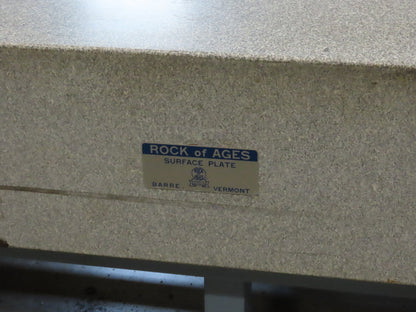 ROCK of AGES
SURFACE PLATE
BARRE VERMONT